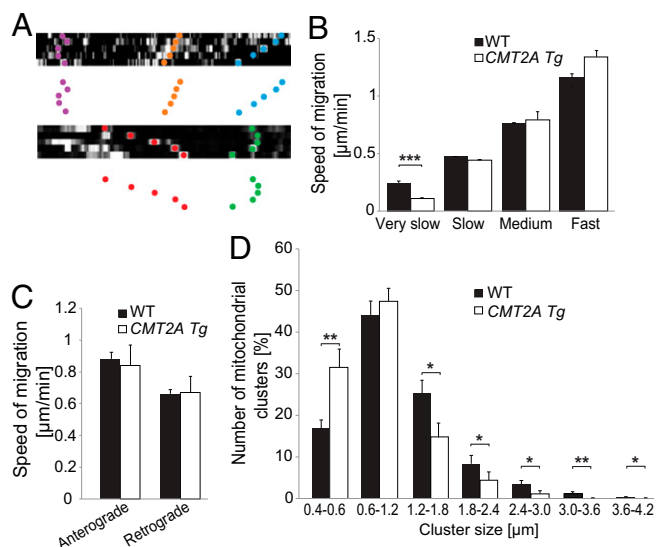 A
B
WT
CMT2A Tg
Speed of migration
[µm/min]
1.5
1
0.5
0
***
Very slow Slow Medium Fast
C
WT
CMT2A Tg
Speed of migration
[µm/min]
1.2
1
0.8
0.6
0.4
0.2
0
Anterograde Retrograde
D
WT
CMT2A Tg
Number of mitochondrial
clusters [%]
60
50
40
30
20
10
0
** * * * ** *
0.4-0.6 0.6-1.2 1.2-1.8 1.8-2.4 2.4-3.0 3.0-3.6 3.6-4.2
Cluster size [µm]